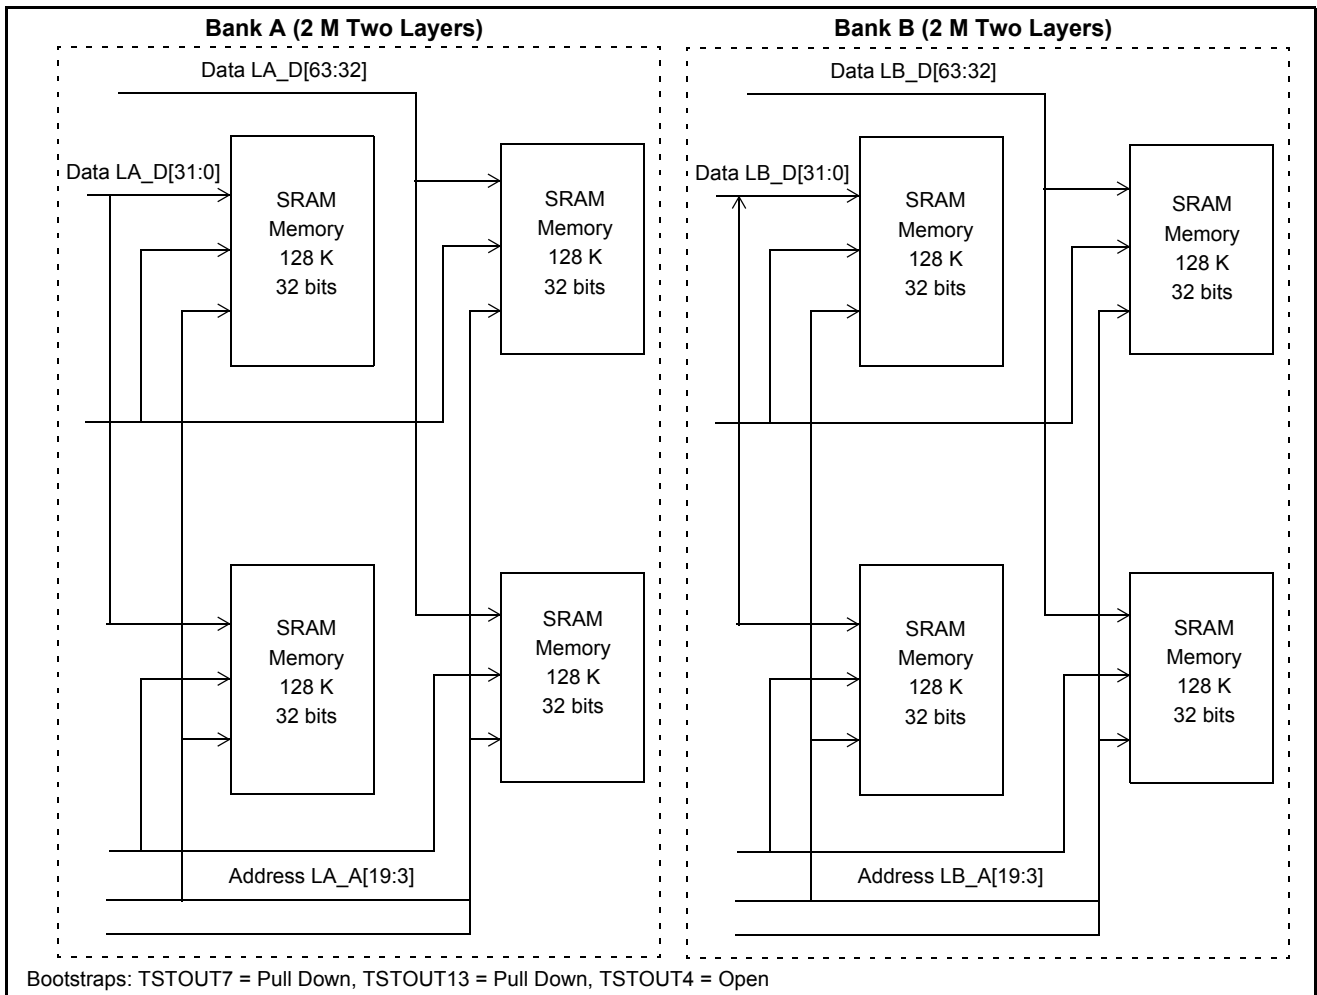 Bank A (2 M Two Layers)
Bank B (2 M Two Layers)
Data LA_D[63:32]
Data LB_D[63:32]
Data LA_D[31:0]
Data LB_D[31:0]
SRAM
Memory
128 K
32 bits
SRAM
Memory
128 K
32 bits
SRAM
Memory
128 K
32 bits
SRAM
Memory
128 K
32 bits
SRAM
Memory
128 K
32 bits
SRAM
Memory
128 K
32 bits
SRAM
Memory
128 K
32 bits
SRAM
Memory
128 K
32 bits
Address LA_A[19:3]
Address LB_A[19:3]
Bootstraps: TSTOUT7 = Pull Down, TSTOUT13 = Pull Down, TSTOUT4 = Open